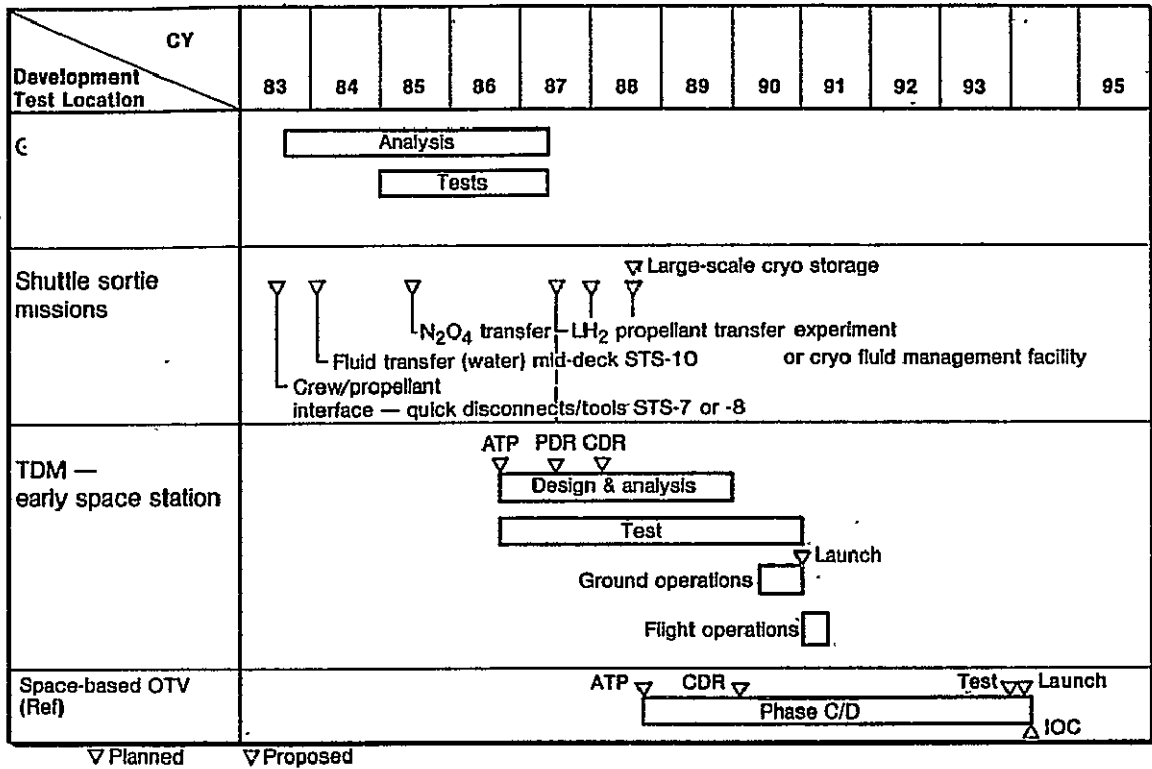 CY
Development
Test Location
83 84 85 86 87 88 89 90 91 92 93 95
Analysis
Tests
Shuttle sortie
missions
Large-scale cryo storage
N₂O₄ transfer LH₂ propellant transfer experiment
Fluid transfer (water) mid-deck STS-10 or cryo fluid management facility
Crew/propellant
interface — quick disconnects/tools STS-7 or -8
TDM —
early space station
ATP PDR CDR
Design & analysis
Test
Launch
Ground operations
Flight operations
Space-based OTV
(Ref)
ATP CDR Test Launch
Phase C/D
IOC
Planned Proposed